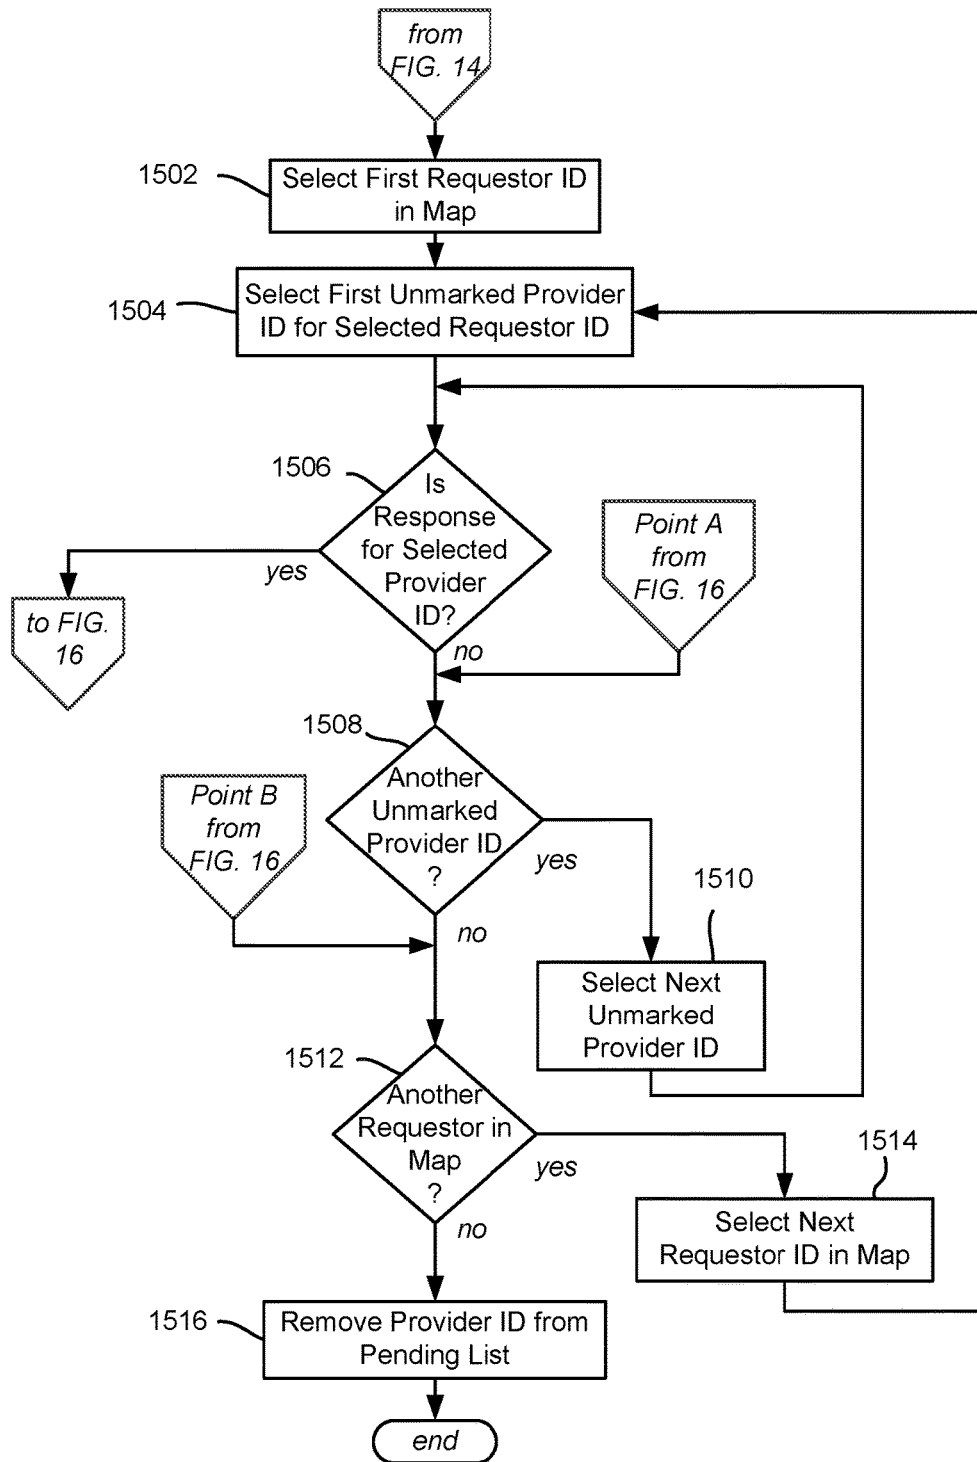 from
FIG. 14
1502
Select First Requestor ID
in Map
1504
Select First Unmarked Provider
ID for Selected Requestor ID
1506
Is
Response
for Selected
Provider
ID?
yes
no
to FIG.
16
Point A
from
FIG. 16
1508
Another
Unmarked
Provider ID
?
yes
no
Point B
from
FIG. 16
1510
Select Next
Unmarked
Provider ID
1512
Another
Requestor in
Map
?
yes
no
1514
Select Next
Requestor ID in Map
1516
Remove Provider ID from
Pending List
end